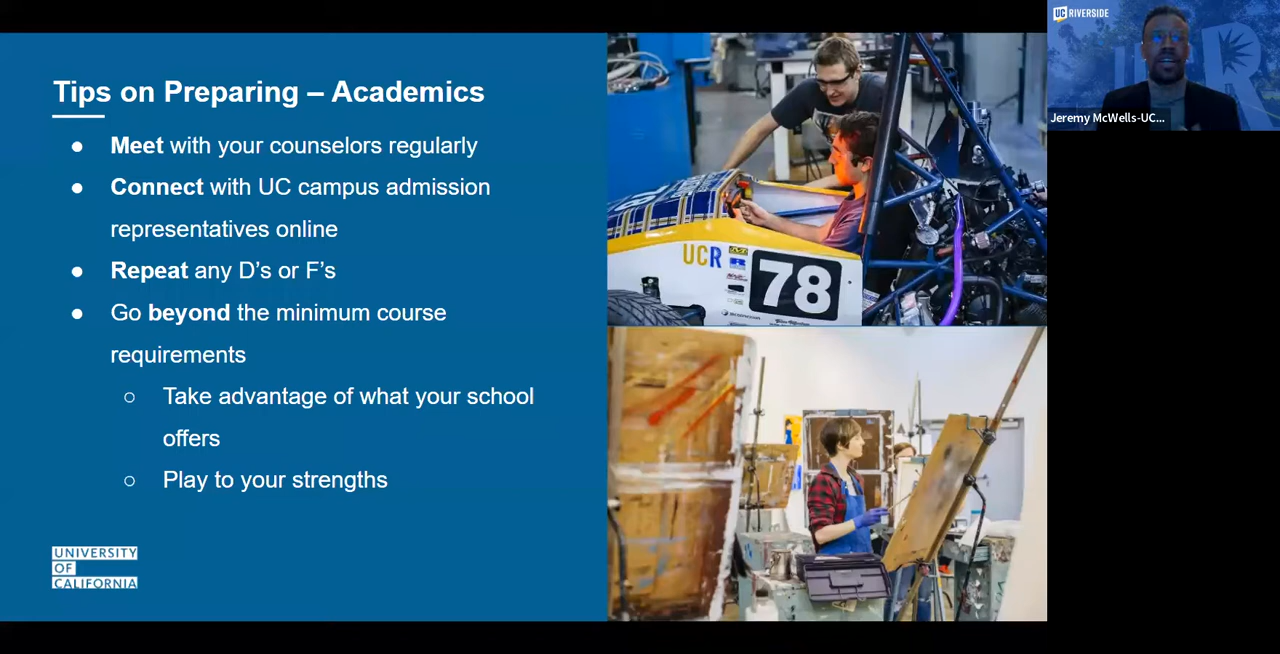 Tips on Preparing – Academics
● Meet with your counselors regularly
● Connect with UC campus admission
representatives online
● Repeat any D's or F's
● Go beyond the minimum course
requirements
○ Take advantage of what your school
offers
○ Play to your strengths
UNIVERSITY
OF
CALIFORNIA
UCR
78
UC RIVERSIDE
R
Jeremy McWells-UC...